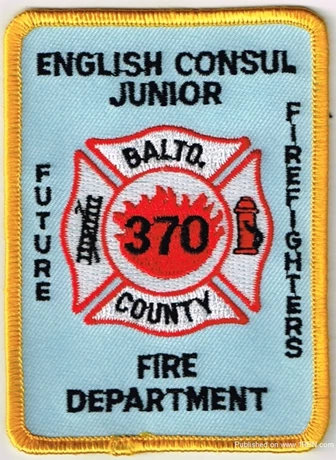 ENGLISH CONSUL
JUNIOR
FUTURE
FIREFIGHTERS
BALTO.
370
COUNTY
FIRE
DEPARTMENT